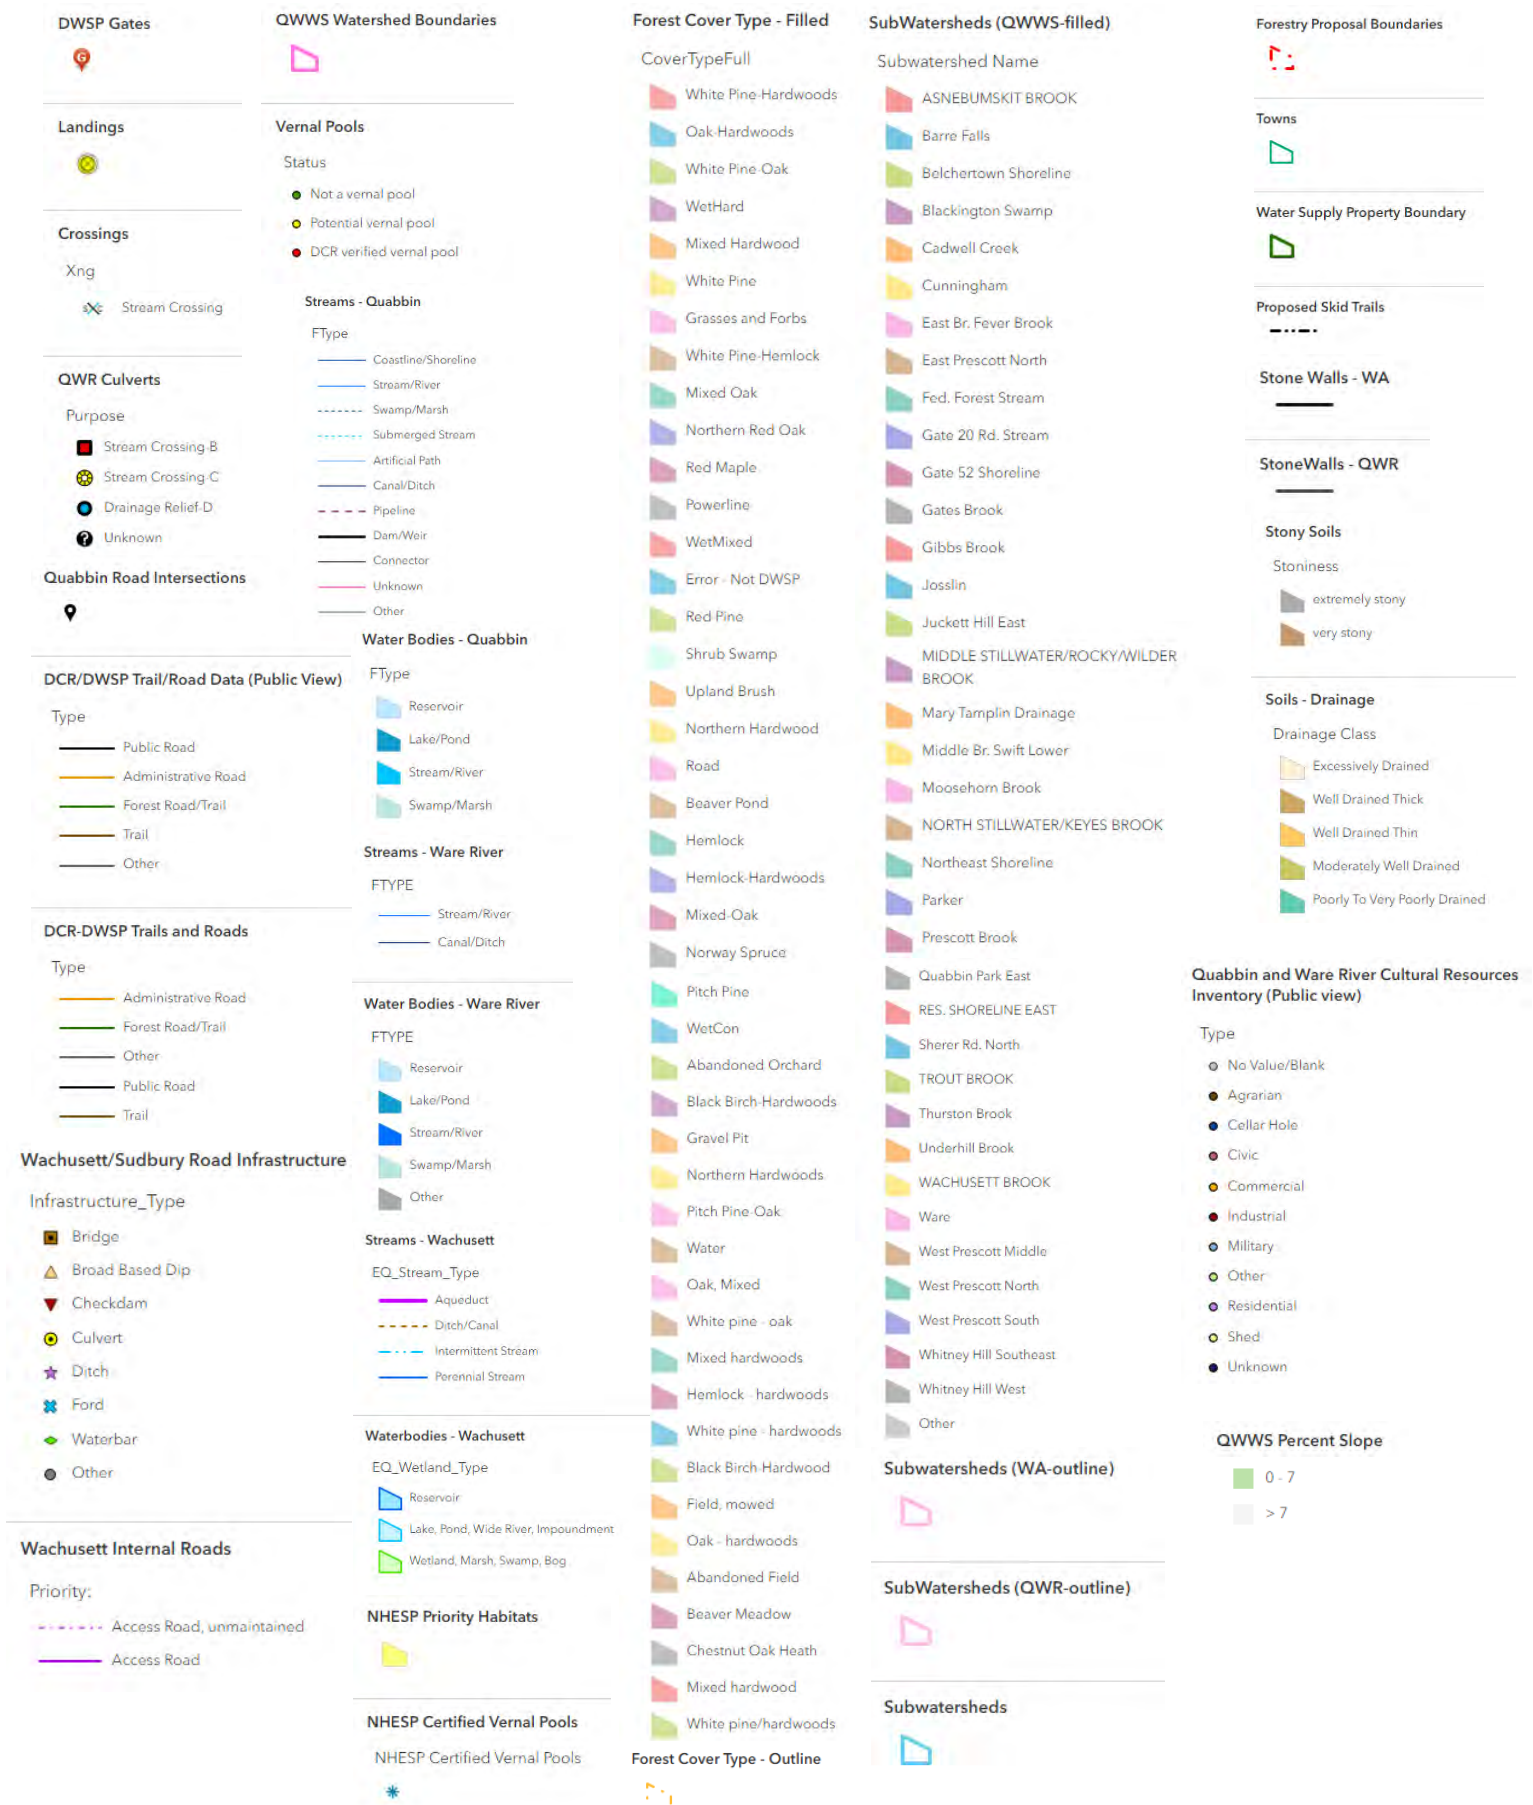 DWSP Gates
G
Landings
Crossings
Xng
Stream Crossing
QWR Culverts
Purpose
Stream Crossing-B
Stream Crossing-C
Drainage Relief-D
?
Unknown
Quabbin Road Intersections
DCR/DWSP Trail/Road Data (Public View)
Type
Public Road
Administrative Road
Forest Road/Trail
Trail
Other
DCR-DWSP Trails and Roads
Type
Administrative Road
Forest Road/Trail
Other
Public Road
Trail
Wachusett/Sudbury Road Infrastructure
Infrastructure_Type
Bridge
Broad Based Dip
Checkdam
Culvert
Ditch
Ford
Waterbar
Other
Wachusett Internal Roads
Priority:
Access Road, unmaintained
Access Road
QWWS Watershed Boundaries
Vernal Pools
Status
Not a vernal pool
Potential vernal pool
DCR verified vernal pool
Streams - Quabbin
FType
Coastline/Shoreline
Stream/River
Swamp/Marsh
Submerged Stream
Artificial Path
Canal/Ditch
Pipeline
Dam/Weir
Connector
Unknown
Other
Water Bodies - Quabbin
FType
Reservoir
Lake/Pond
Stream/River
Swamp/Marsh
Streams - Ware River
FTYPE
Stream/River
Canal/Ditch
Water Bodies - Ware River
FTYPE
Reservoir
Lake/Pond
Stream/River
Swamp/Marsh
Other
Streams - Wachusett
EQ_Stream_Type
Aqueduct
Ditch/Canal
Intermittent Stream
Perennial Stream
Waterbodies - Wachusett
EQ_Wetland_Type
Reservoir
Lake, Pond, Wide River, Impoundment
Wetland, Marsh, Swamp, Bog
NHESP Priority Habitats
NHESP Certified Vernal Pools
NHESP Certified Vernal Pools
Forest Cover Type - Filled
CoverTypeFull
White Pine-Hardwoods
Oak-Hardwoods
White Pine-Oak
WetHard
Mixed Hardwood
White Pine
Grasses and Forbs
White Pine-Hemlock
Mixed Oak
Northern Red Oak
Red Maple
Powerline
WetMixed
Error - Not DWSP
Red Pine
Shrub Swamp
Upland Brush
Northern Hardwood
Road
Beaver Pond
Hemlock
Hemlock-Hardwoods
Mixed-Oak
Norway Spruce
Pitch Pine
WetCon
Abandoned Orchard
Black Birch-Hardwoods
Gravel Pit
Northern Hardwoods
Pitch Pine-Oak
Water
Oak, Mixed
White pine - oak
Mixed hardwoods
Hemlock - hardwoods
White pine - hardwoods
Black Birch-Hardwood
Field, mowed
Oak - hardwoods
Abandoned Field
Beaver Meadow
Chestnut Oak Heath
Mixed hardwood
White pine/hardwoods
Forest Cover Type - Outline
SubWatersheds (QWWS-filled)
Subwatershed Name
ASNEBUMSKIT BROOK
Barre Falls
Belchertown Shoreline
Blackington Swamp
Cadwell Creek
Cunningham
East Br. Fever Brook
East Prescott North
Fed. Forest Stream
Gate 20 Rd. Stream
Gate 52 Shoreline
Gates Brook
Gibbs Brook
Josslin
Juckett Hill East
MIDDLE STILLWATER/ROCKY/WILDER
BROOK
Mary Tamplin Drainage
Middle Br. Swift Lower
Moosehorn Brook
NORTH STILLWATER/KEYES BROOK
Northeast Shoreline
Parker
Prescott Brook
Quabbin Park East
RES. SHORELINE EAST
Sherer Rd. North
TROUT BROOK
Thurston Brook
Underhill Brook
WACHUSETT BROOK
Ware
West Prescott Middle
West Prescott North
West Prescott South
Whitney Hill Southeast
Whitney Hill West
Other
Subwatersheds (WA-outline)
SubWatersheds (QWR-outline)
Subwatersheds
Forestry Proposal Boundaries
Towns
Water Supply Property Boundary
Proposed Skid Trails
Stone Walls - WA
StoneWalls - QWR
Stony Soils
Stoniness
extremely stony
very stony
Soils - Drainage
Drainage Class
Excessively Drained
Well Drained Thick
Well Drained Thin
Moderately Well Drained
Poorly To Very Poorly Drained
Quabbin and Ware River Cultural Resources
Inventory (Public view)
Type
No Value/Blank
Agrarian
Cellar Hole
Civic
Commercial
Industrial
Military
Other
Residential
Shed
Unknown
QWWS Percent Slope
0 - 7
> 7